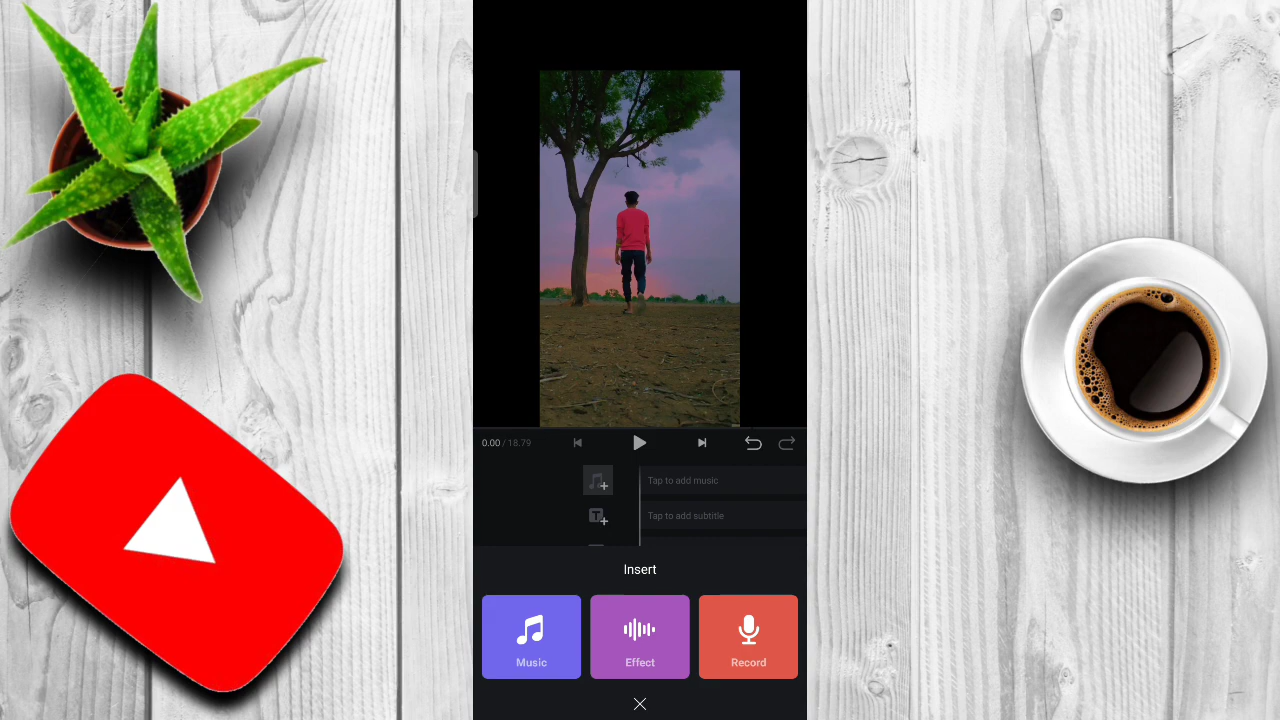 0.00 / 18.79
Tap to add music
T
Tap to add subtitle
Insert
Music
Effect
Record